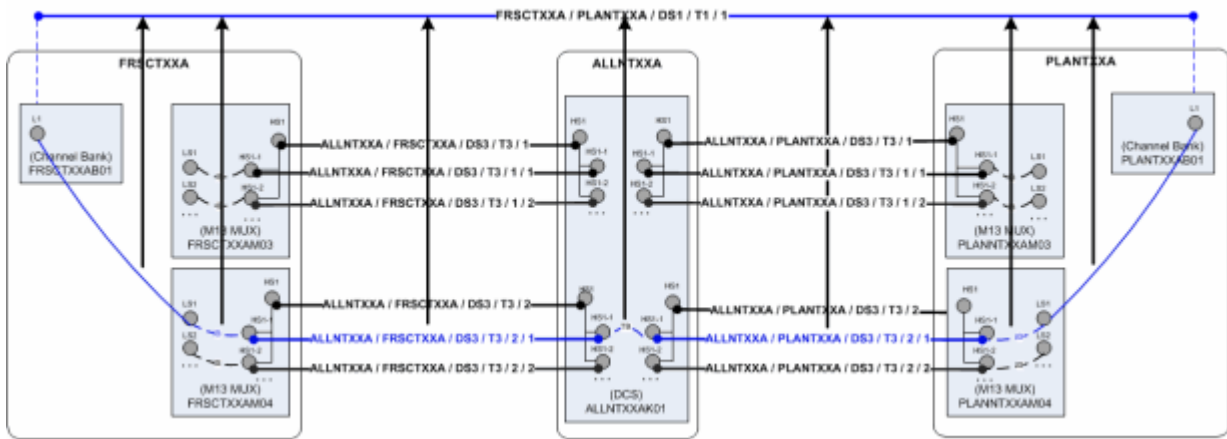 FRSCTXXA / PLANTXXA / DS1 / T1 / 1
FRSCTXXA
ALLNTXXA
PLANTXXA
L1
(Channel Bank)
FRSCTXXAB01
HS1
LS1
HS1-1
LS2
HS1-2
...
...
(M13 MUX)
FRSCTXXAM03
ALLNTXXA / FRSCTXXA / DS3 / T3 / 1
ALLNTXXA / FRSCTXXA / DS3 / T3 / 1 / 1
ALLNTXXA / FRSCTXXA / DS3 / T3 / 1 / 2
HS1
HS1
HS1-1
HS1-1
HS1-2
HS1-2
...
...
ALLNTXXA / PLANTXXA / DS3 / T3 / 1
ALLNTXXA / PLANTXXA / DS3 / T3 / 1 / 1
ALLNTXXA / PLANTXXA / DS3 / T3 / 1 / 2
HS1
HS1-1
LS1
HS1-2
LS2
...
...
(M13 MUX)
PLANNTXXAM03
L1
(Channel Bank)
PLANTXXAB01
HS1
LS1
HS1-1
LS2
HS1-2
...
...
(M13 MUX)
FRSCTXXAM04
ALLNTXXA / FRSCTXXA / DS3 / T3 / 2
ALLNTXXA / FRSCTXXA / DS3 / T3 / 2 / 1
ALLNTXXA / FRSCTXXA / DS3 / T3 / 2 / 2
HS1
HS1
HS1-1
HS1-1
HS1-2
HS1-2
...
...
(DCS)
ALLNTXXAK01
ALLNTXXA / PLANTXXA / DS3 / T3 / 2
ALLNTXXA / PLANTXXA / DS3 / T3 / 2 / 1
ALLNTXXA / PLANTXXA / DS3 / T3 / 2 / 2
HS1
HS1-1
LS1
HS1-2
LS2
...
...
(M13 MUX)
PLANNTXXAM04